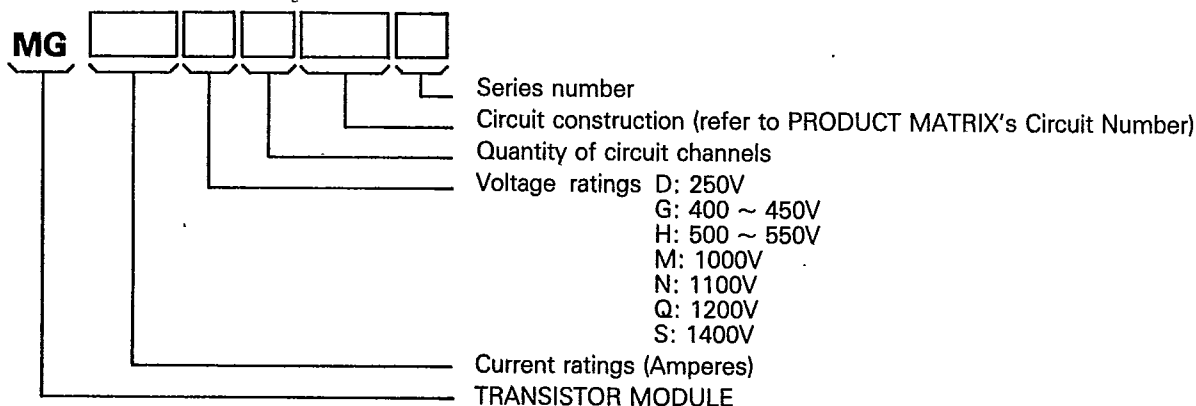 MG
Series number
Circuit construction (refer to PRODUCT MATRIX's Circuit Number)
Quantity of circuit channels
Voltage ratings D: 250V
G: 400 ~ 450V
H: 500 ~ 550V
M: 1000V
N: 1100V
Q: 1200V
S: 1400V
Current ratings (Amperes)
TRANSISTOR MODULE